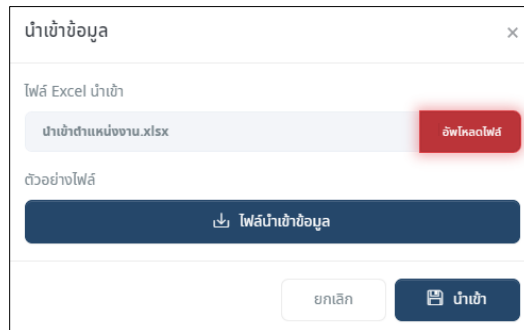 นำเข้าข้อมูล
ไฟล์ Excel นำเข้า
นำเข้าตำแหน่งงาน.xlsx
อัพโหลดไฟล์
ตัวอย่างไฟล์
ไฟล์นำเข้าข้อมูล
ยกเลิก
นำเข้า